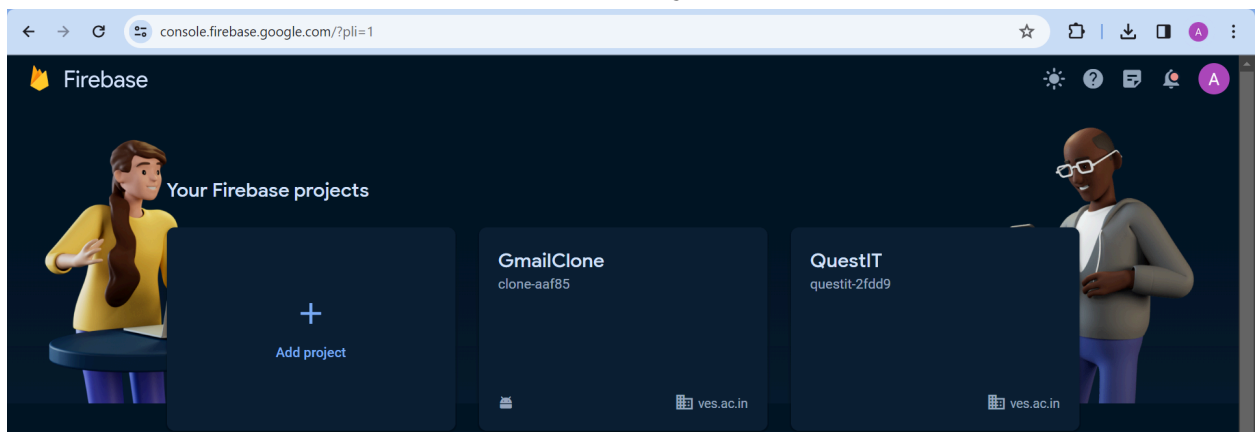 console.firebase.google.com/?pli=1
A
Firebase
A
Your Firebase projects
+
Add project
GmailClone
clone-aaf85
ves.ac.in
QuestIT
questit-2fdd9
ves.ac.in